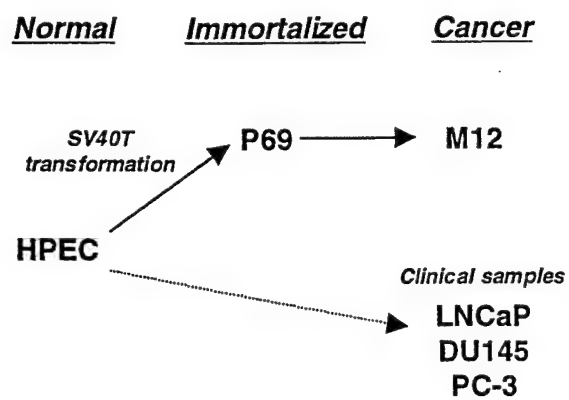 Normal Immortalized Cancer
SV40T
transformation
P69
M12
HPEC
Clinical samples
LNCaP
DU145
PC-3